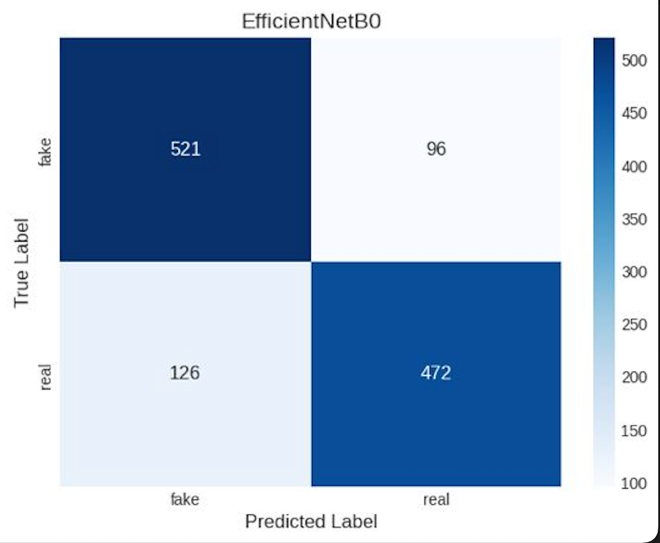 EfficientNetB0
True Label
fake
521
96
real
126
472
fake
real
Predicted Label
500
450
400
350
300
250
200
150
100